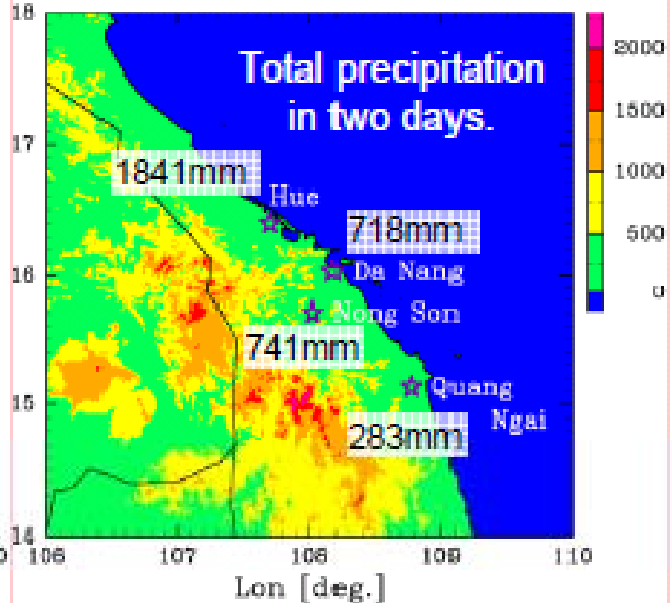 18
2000
Total precipitation
in two days.
17
1500
1841mm
Hue
1000
718mm
500
16
Da Nang
0
Nong Son
741mm
15
Quang
Ngai
283mm
14
0
106
107
108
109
110
Lon [deg.]